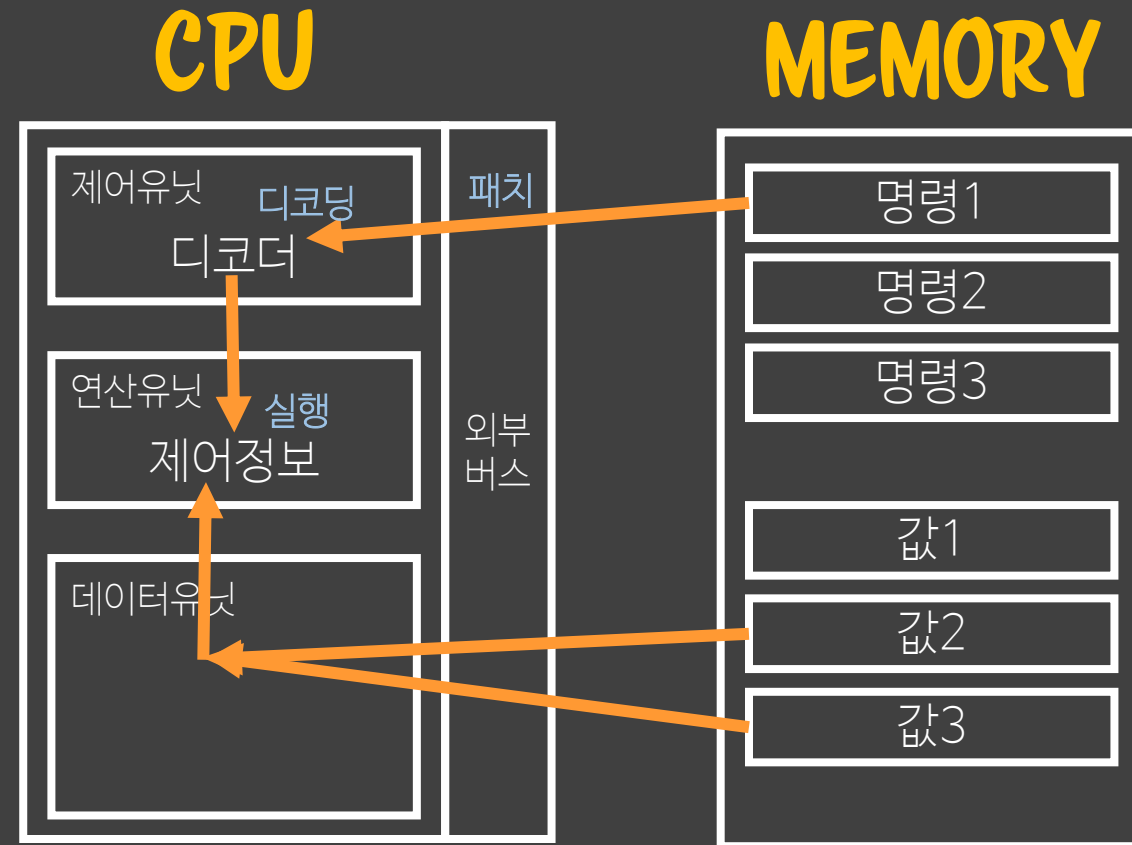 CPU
MEMORY
제어유닛
디코딩
디코더
패치
연산유닛
실행
제어정보
외부
버스
데이터유닛
명령1
명령2
명령3
값1
값2
값3